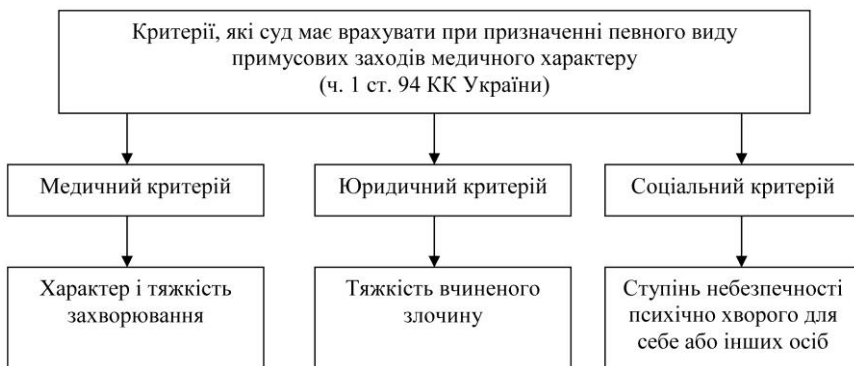 Критерії, які суд має врахувати при призначенні певного виду
примусових заходів медичного характеру
(ч. 1 ст. 94 КК України)
Медичний критерій
Юридичний критерій
Соціальний критерій
Характер і тяжкість
захворювання
Тяжкість вчиненого
злочину
Ступінь небезпечності
психічно хворого для
себе або інших осіб